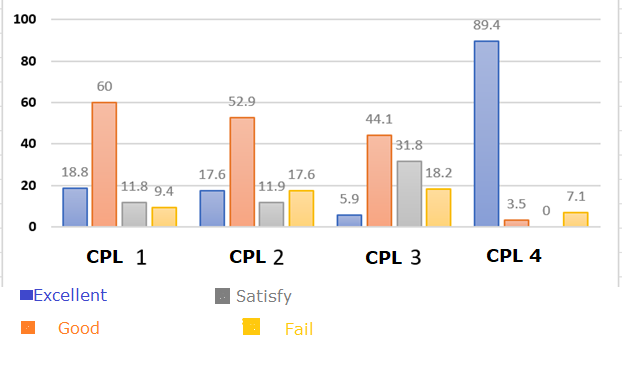 100
89.4
80
60
60
52.9
44.1
40
31.8
18.8
11.8
9.4
17.6
11.9
17.6
5.9
18.2
3.5
0
7.1
20
0
CPL 1
CPL 2
CPL 3
CPL 4
Excellent
Satisfy
Good
Fail